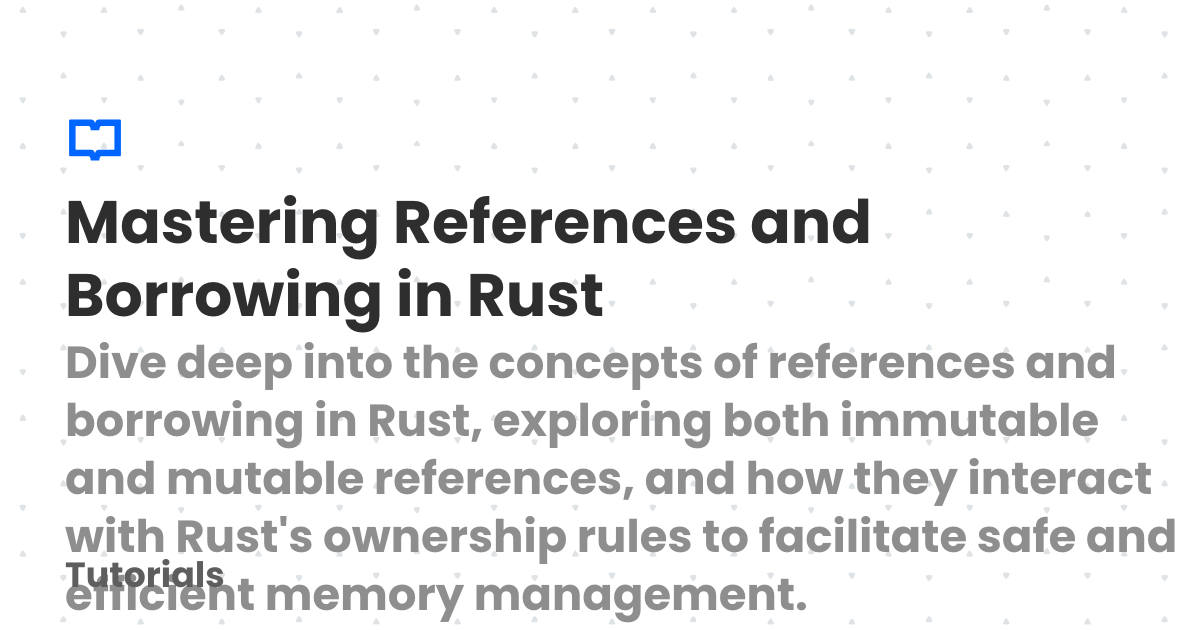 Mastering References and
Borrowing in Rust
Dive deep into the concepts of references and
borrowing in Rust, exploring both immutable
and mutable references, and how they interact
with Rust's ownership rules to facilitate safe and
Tutorials
efficient memory management.